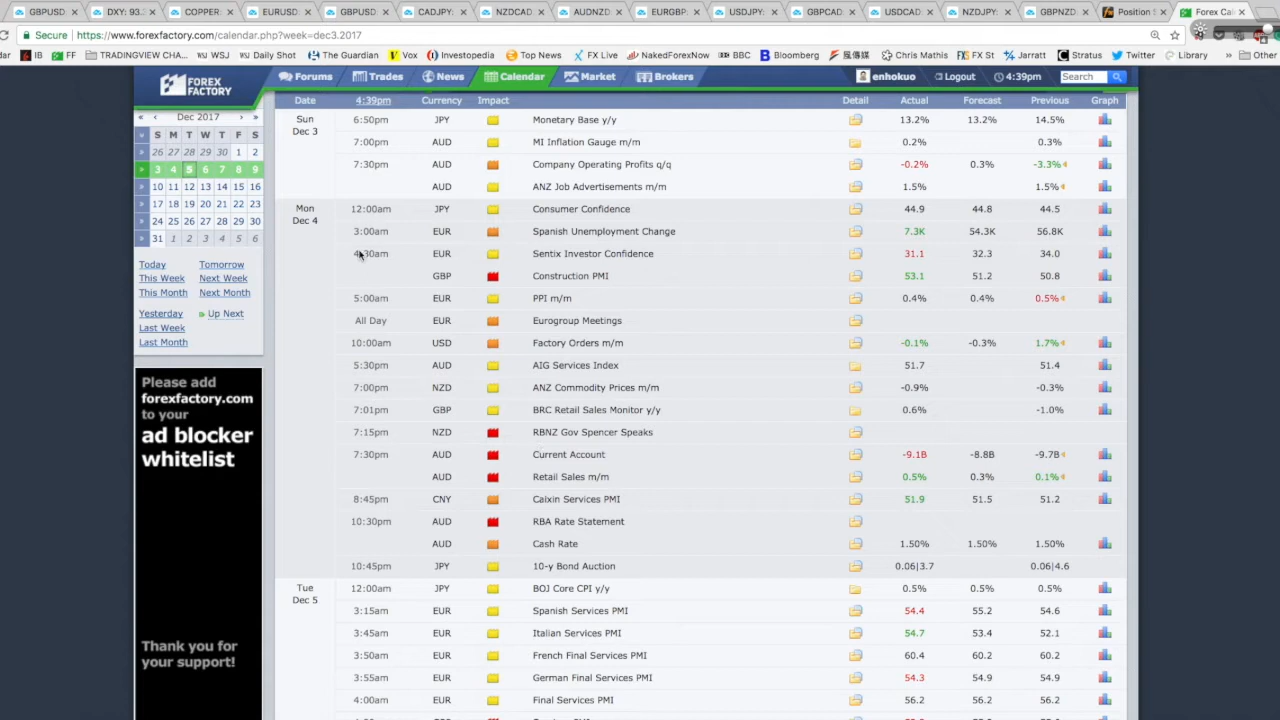 GBPUSD DXY: 93. COPPER: EURUSD GBPUSD CADJPY: NZDCAD AUDNZD EURGBP: USDJPY: GBPCAD USDCAD NZDJPY: GBPNZD Position S Forex Cal
Secure https://www.forexfactory.com/calendar.php?week=dec3.2017
dar IB FF TRADINGVIEW CHAR... WSJ Daily Shot The Guardian Vox Investopedia Top News FX Live NakedForexNow BBC Bloomberg 風傳媒 Chris Mathis FX St Jarratt Stratus Twitter Library » Other
FOREX FACTORY Forums Trades News Calendar Market Brokers enhokuo Logout 4:39pm Search
« ‹ Dec 2017 › »
S M T W T F S
26 27 28 29 30 1 2
3 4 5 6 7 8 9
10 11 12 13 14 15 16
17 18 19 20 21 22 23
24 25 26 27 28 29 30
31 1 2 3 4 5 6
Today Tomorrow
This Week Next Week
This Month Next Month
Yesterday Up Next
Last Week
Last Month
Please add
forexfactory.com
to your
ad blocker
whitelist
Thank you for
your support!
Date 4:39pm Currency Impact Detail Actual Forecast Previous Graph
Sun Dec 3 6:50pm JPY Monetary Base y/y 13.2% 13.2% 14.5%
7:00pm AUD MI Inflation Gauge m/m 0.2% 0.3%
7:30pm AUD Company Operating Profits q/q -0.2% 0.3% -3.3%
AUD ANZ Job Advertisements m/m 1.5% 1.5%
Mon Dec 4 12:00am JPY Consumer Confidence 44.9 44.8 44.5
3:00am EUR Spanish Unemployment Change 7.3K 54.3K 56.8K
4:30am EUR Sentix Investor Confidence 31.1 32.3 34.0
GBP Construction PMI 53.1 51.2 50.8
5:00am EUR PPI m/m 0.4% 0.4% 0.5%
All Day EUR Eurogroup Meetings
10:00am USD Factory Orders m/m -0.1% -0.3% 1.7%
5:30pm AUD AIG Services Index 51.7 51.4
7:00pm NZD ANZ Commodity Prices m/m -0.9% -0.3%
7:01pm GBP BRC Retail Sales Monitor y/y 0.6% -1.0%
7:15pm NZD RBNZ Gov Spencer Speaks
7:30pm AUD Current Account -9.1B -8.8B -9.7B
AUD Retail Sales m/m 0.5% 0.3% 0.1%
8:45pm CNY Caixin Services PMI 51.9 51.5 51.2
10:30pm AUD RBA Rate Statement
AUD Cash Rate 1.50% 1.50% 1.50%
10:45pm JPY 10-y Bond Auction 0.06|3.7 0.06|4.6
Tue Dec 5 12:00am JPY BOJ Core CPI y/y 0.5% 0.5% 0.5%
3:15am EUR Spanish Services PMI 54.4 55.2 54.6
3:45am EUR Italian Services PMI 54.7 53.4 52.1
3:50am EUR French Final Services PMI 60.4 60.2 60.2
3:55am EUR German Final Services PMI 54.3 54.9 54.9
4:00am EUR Final Services PMI 56.2 56.2 56.2